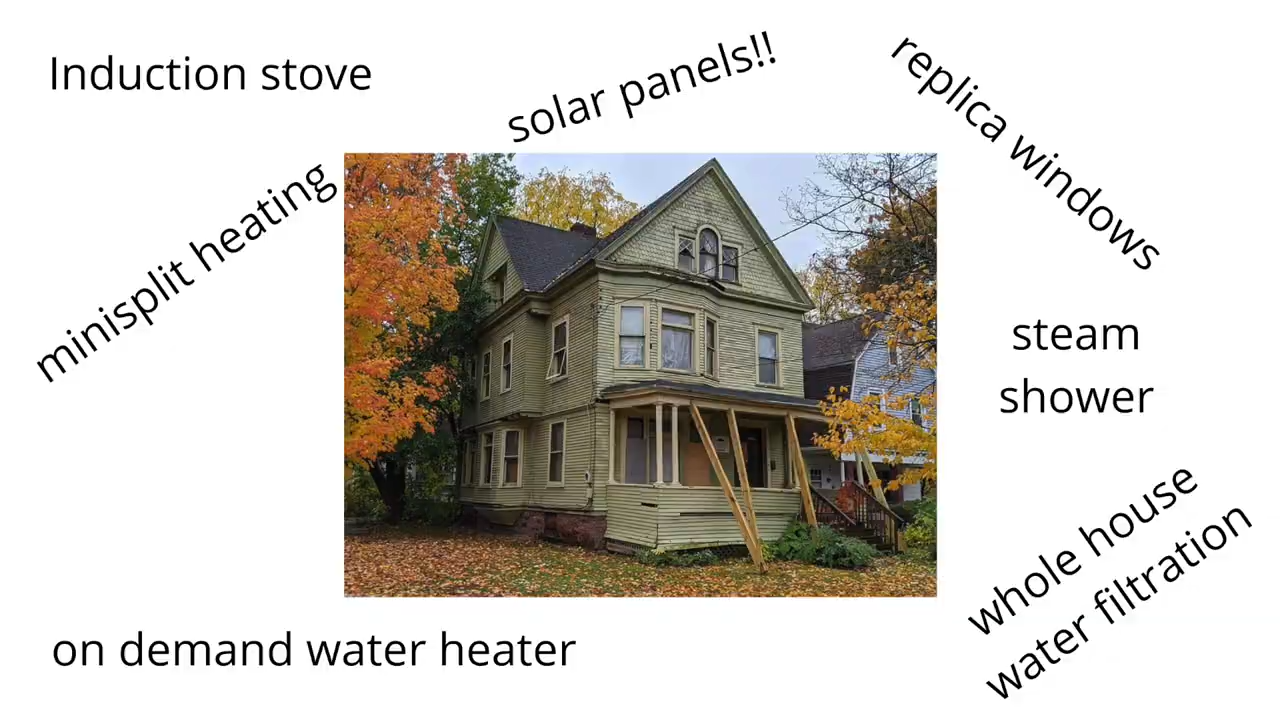 Induction stove
solar panels!!
replica windows
minisplit heating
steam
shower
whole house
water filtration
on demand water heater